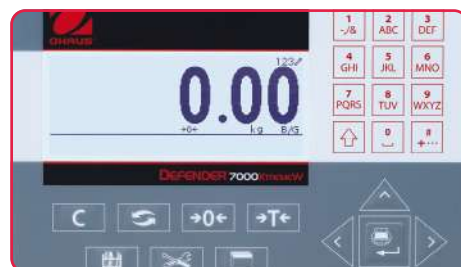 OHAUS
123
0.00
→0← kg B/G
DEFENDER 7000
C →0← →T←
1 2 3
-,/& ABC DEF
4 5 6
GHI JKL MNO
7 8 9
PQRS TUV WXYZ
0 #
+···